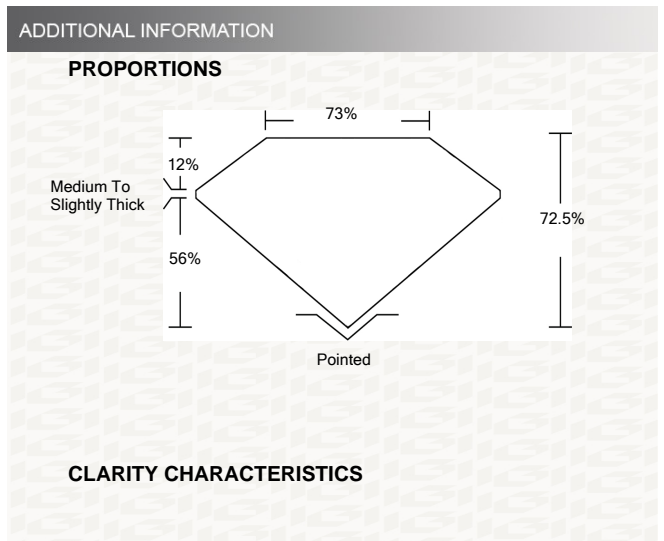 ADDITIONAL INFORMATION
PROPORTIONS
73%
12%
Medium To
Slightly Thick
72.5%
56%
Pointed
CLARITY CHARACTERISTICS